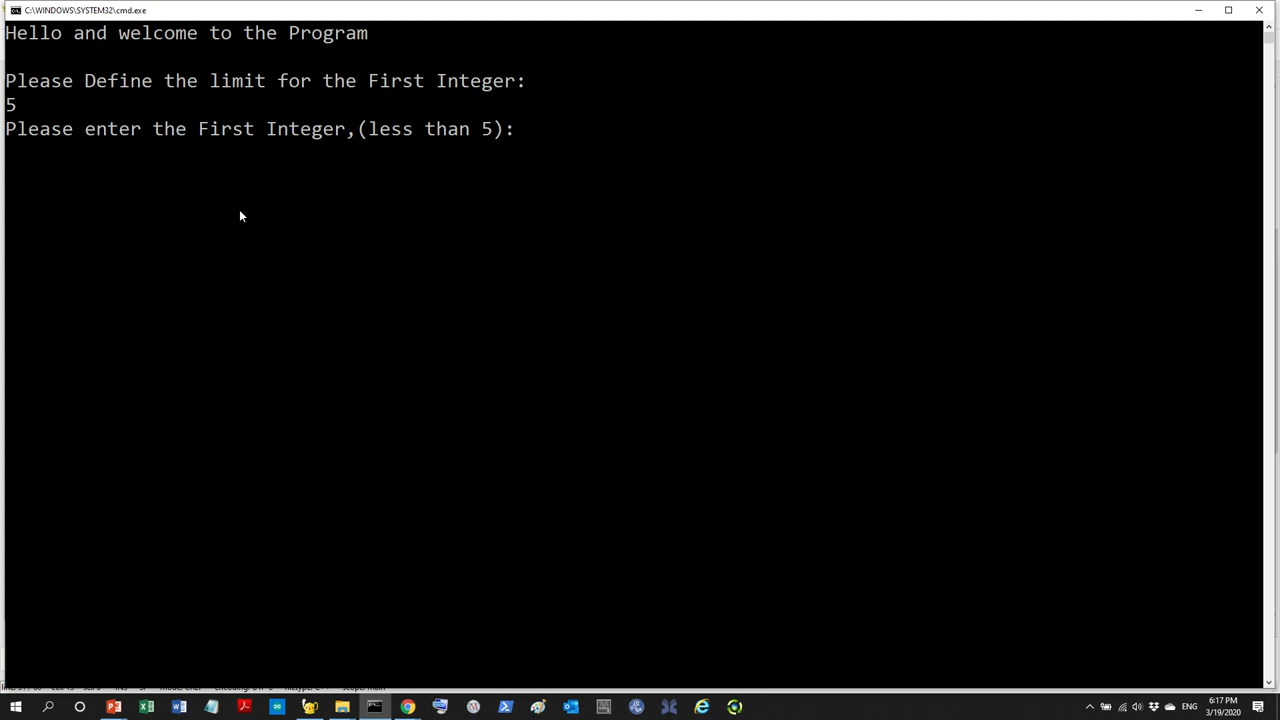 C:\WINDOWS\SYSTEM32\cmd.exe
Hello and welcome to the Program
Please Define the limit for the First Integer:
5
Please enter the First Integer,(less than 5):
ENG
6:17 PM
3/19/2020